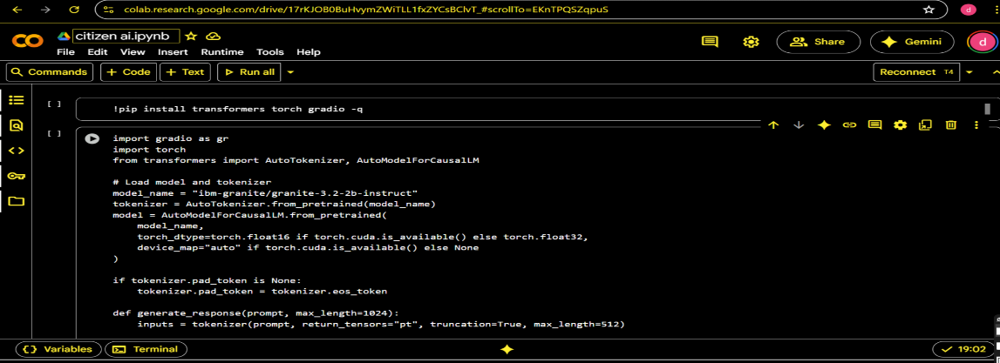 colab.research.google.com/drive/17rKJOB0BuHvymZWiTLL1fxZYCsBClvT_#scrollTo=EKnTPQSZqpuS
d
CO citizen ai.ipynb
File Edit View Insert Runtime Tools Help
Share
Gemini
d
Commands + Code + Text Run all
Reconnect T4
[ ] !pip install transformers torch gradio -q
[ ] import gradio as gr
import torch
from transformers import AutoTokenizer, AutoModelForCausalLM
# Load model and tokenizer
model_name = "ibm-granite/granite-3.2-2b-instruct"
tokenizer = AutoTokenizer.from_pretrained(model_name)
model = AutoModelForCausalLM.from_pretrained(
    model_name,
    torch_dtype=torch.float16 if torch.cuda.is_available() else torch.float32,
    device_map="auto" if torch.cuda.is_available() else None
)
if tokenizer.pad_token is None:
    tokenizer.pad_token = tokenizer.eos_token
def generate_response(prompt, max_length=1024):
    inputs = tokenizer(prompt, return_tensors="pt", truncation=True, max_length=512)
{} Variables Terminal
19:02